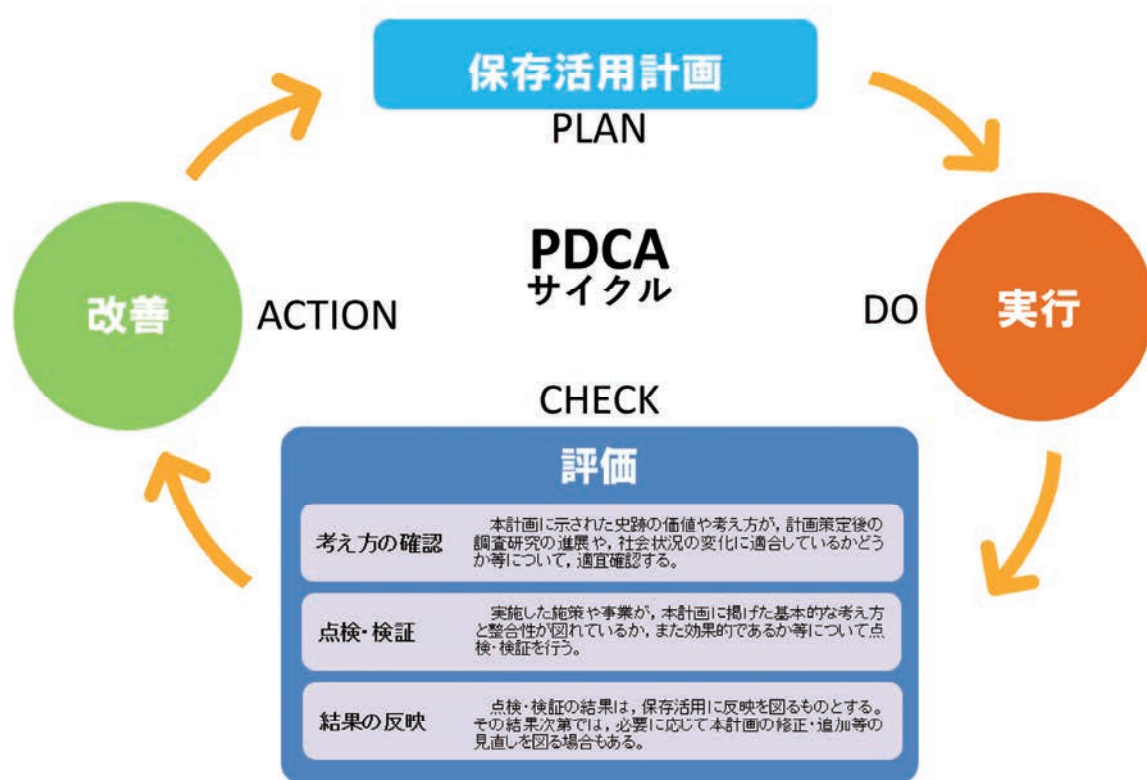 保存活用計画
PLAN
PDCA
サイクル
改善
ACTION
DO
実行
CHECK
評価
考え方の確認
本計画に示された史跡の価値や考え方が，計画策定後の
調査研究の進展や，社会状況の変化に適合しているかどう
か等について，適宜確認する。
点検・検証
実施した施策や事業が，本計画に掲げた基本的な考え方
と整合性が図れているか，また効果的であるか等について点
検・検証を行う。
結果の反映
点検・検証の結果は，保存活用に反映を図るものとする。
その結果次第では，必要に応じて本計画の修正・追加等の
見直しを図る場合もある。